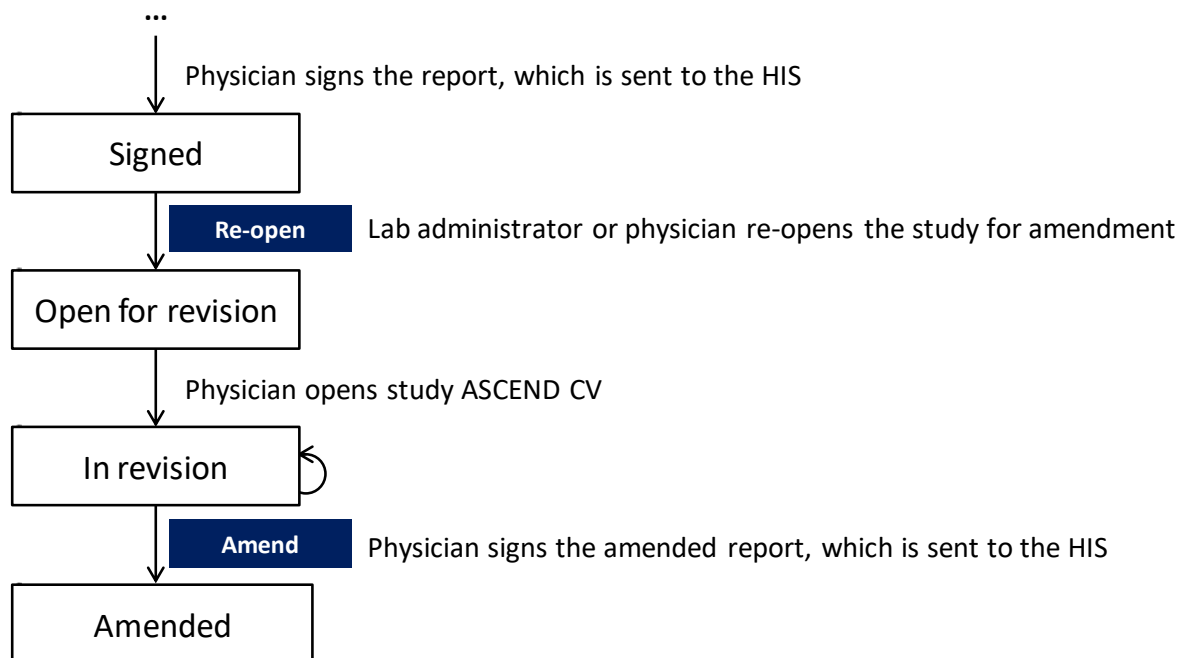 ...
Physician signs the report, which is sent to the HIS
Signed
Re-open
Lab administrator or physician re-opens the study for amendment
Open for revision
Physician opens study ASCEND CV
In revision
Amend
Physician signs the amended report, which is sent to the HIS
Amended